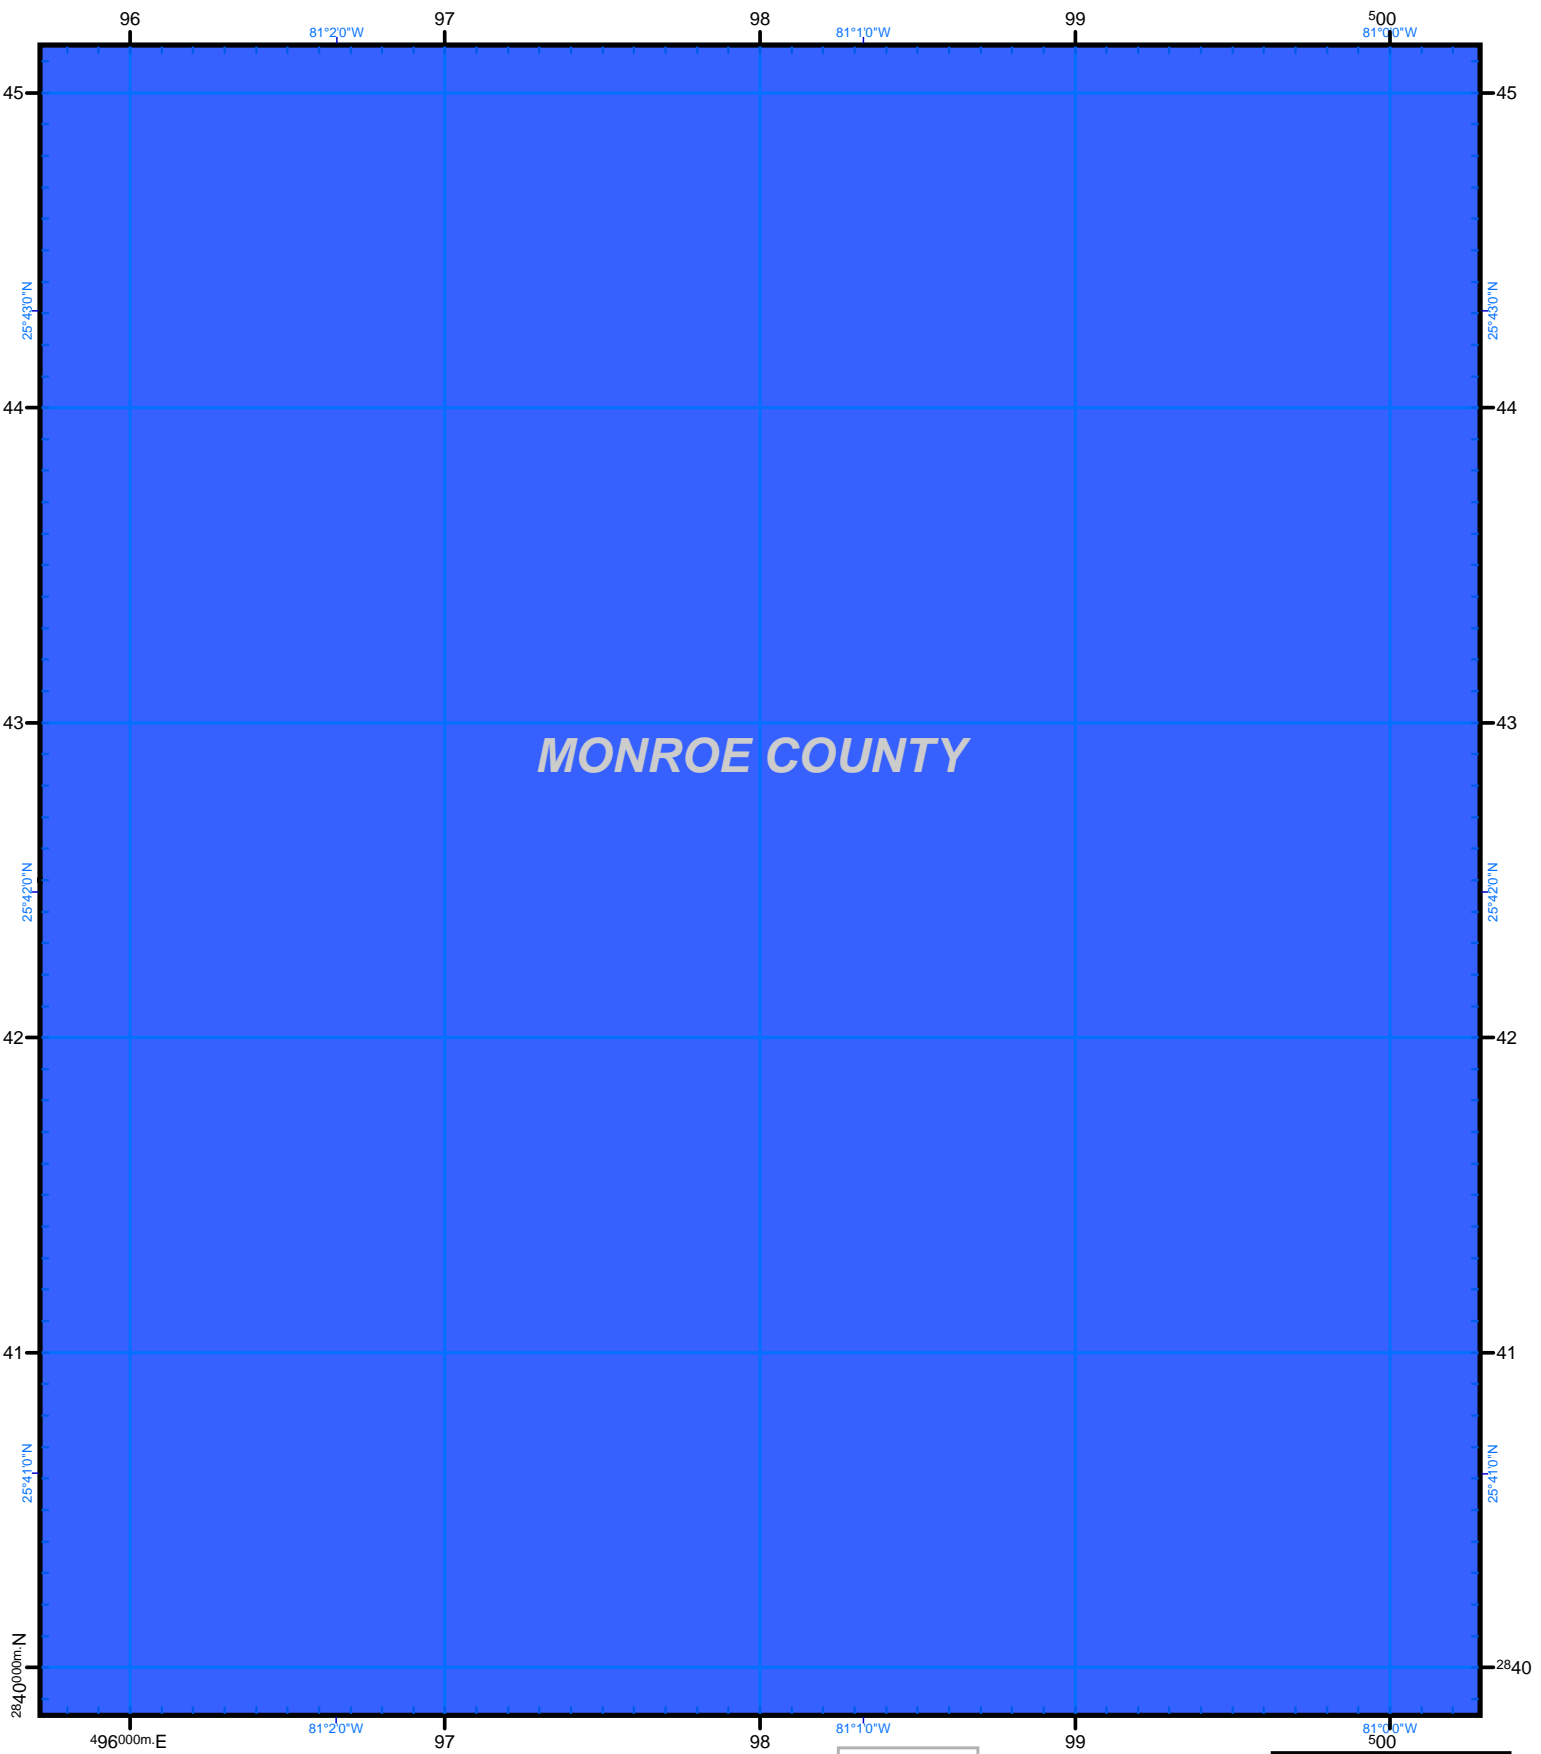 96 97 98 99 500
81°2'0"W 81°1'0"W 81°0'0"W
45 45
25°43'0"N 25°43'0"N
44 44
43 43
MONROE COUNTY
25°42'0"N 25°42'0"N
42 42
41 41
25°41'0"N 25°41'0"N
2840000m.N 2840
81°2'0"W 81°1'0"W 81°0'0"W
496000m.E 97 98 99 500